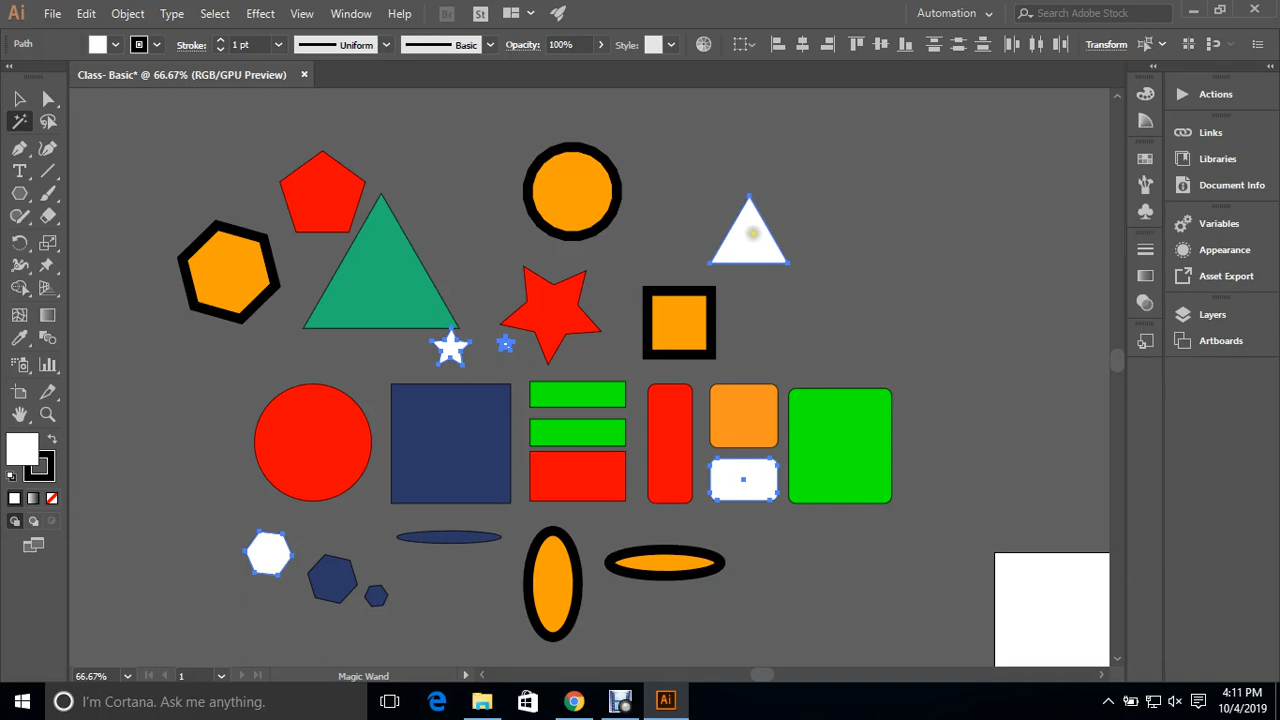 Ai File Edit Object Type Select Effect View Window Help Br St Automation Search Adobe Stock
Path Stroke: 1 pt Uniform Basic Opacity: 100% Style: Transform
Class- Basic* @ 66.67% (RGB/GPU Preview)
Actions
Links
Libraries
Document Info
Variables
Appearance
Asset Export
Layers
Artboards
66.67% 1 Magic Wand
I'm Cortana. Ask me anything. Ai 4:11 PM
10/4/2019